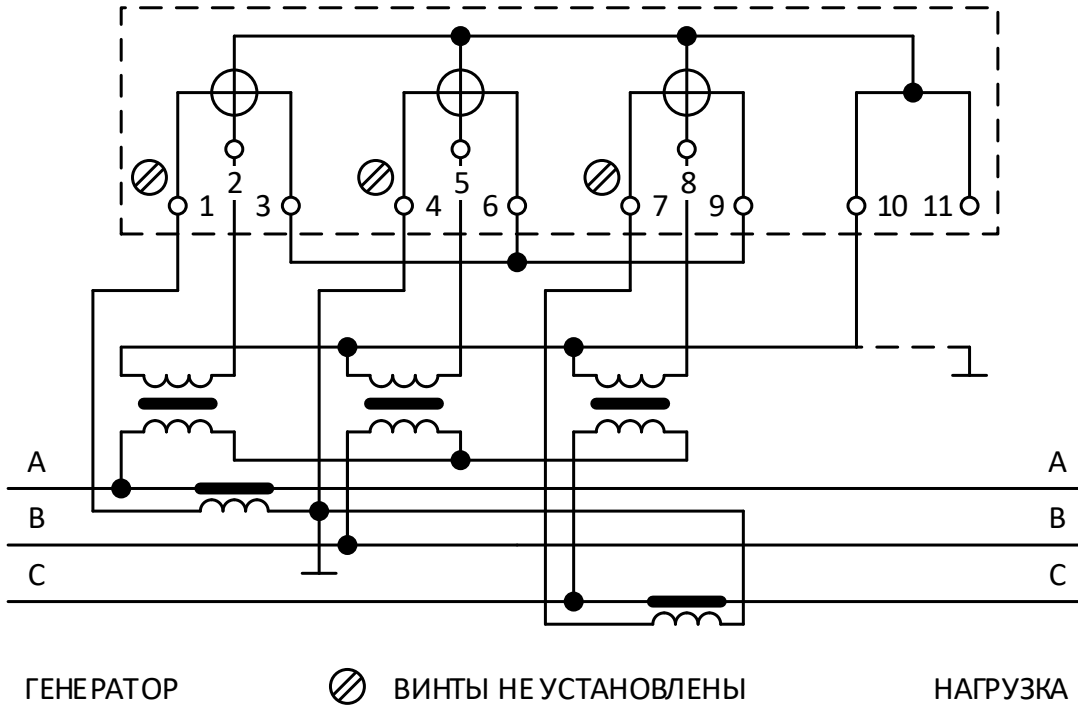 2 5 8
1 3 4 6 7 9 10 11
A A
B B
C C
ГЕНЕРАТОР ВИНТЫ НЕ УСТАНОВЛЕНЫ НАГРУЗКА